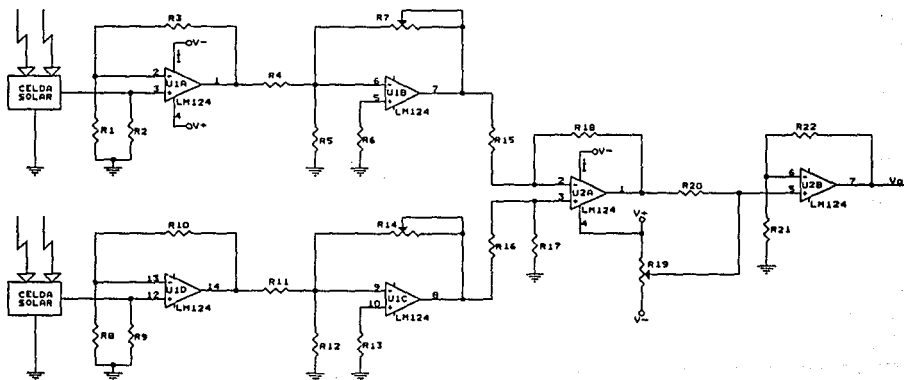 R3
R7
V-
CELDA
SOLAR
2
3
U1A
1
LM124
4
V+
R4
6
5
U1B
7
LM124
R1
R2
R5
R6
R15
R18
V-
2
3
U2A
1
LM124
4
R20
V+
R22
6
5
U2B
7
Vo
LM124
R21
R19
V-
R10
R14
R16
R17
CELDA
SOLAR
13
12
U1D
14
LM124
R11
9
10
U1C
8
LM124
R8
R9
R12
R13